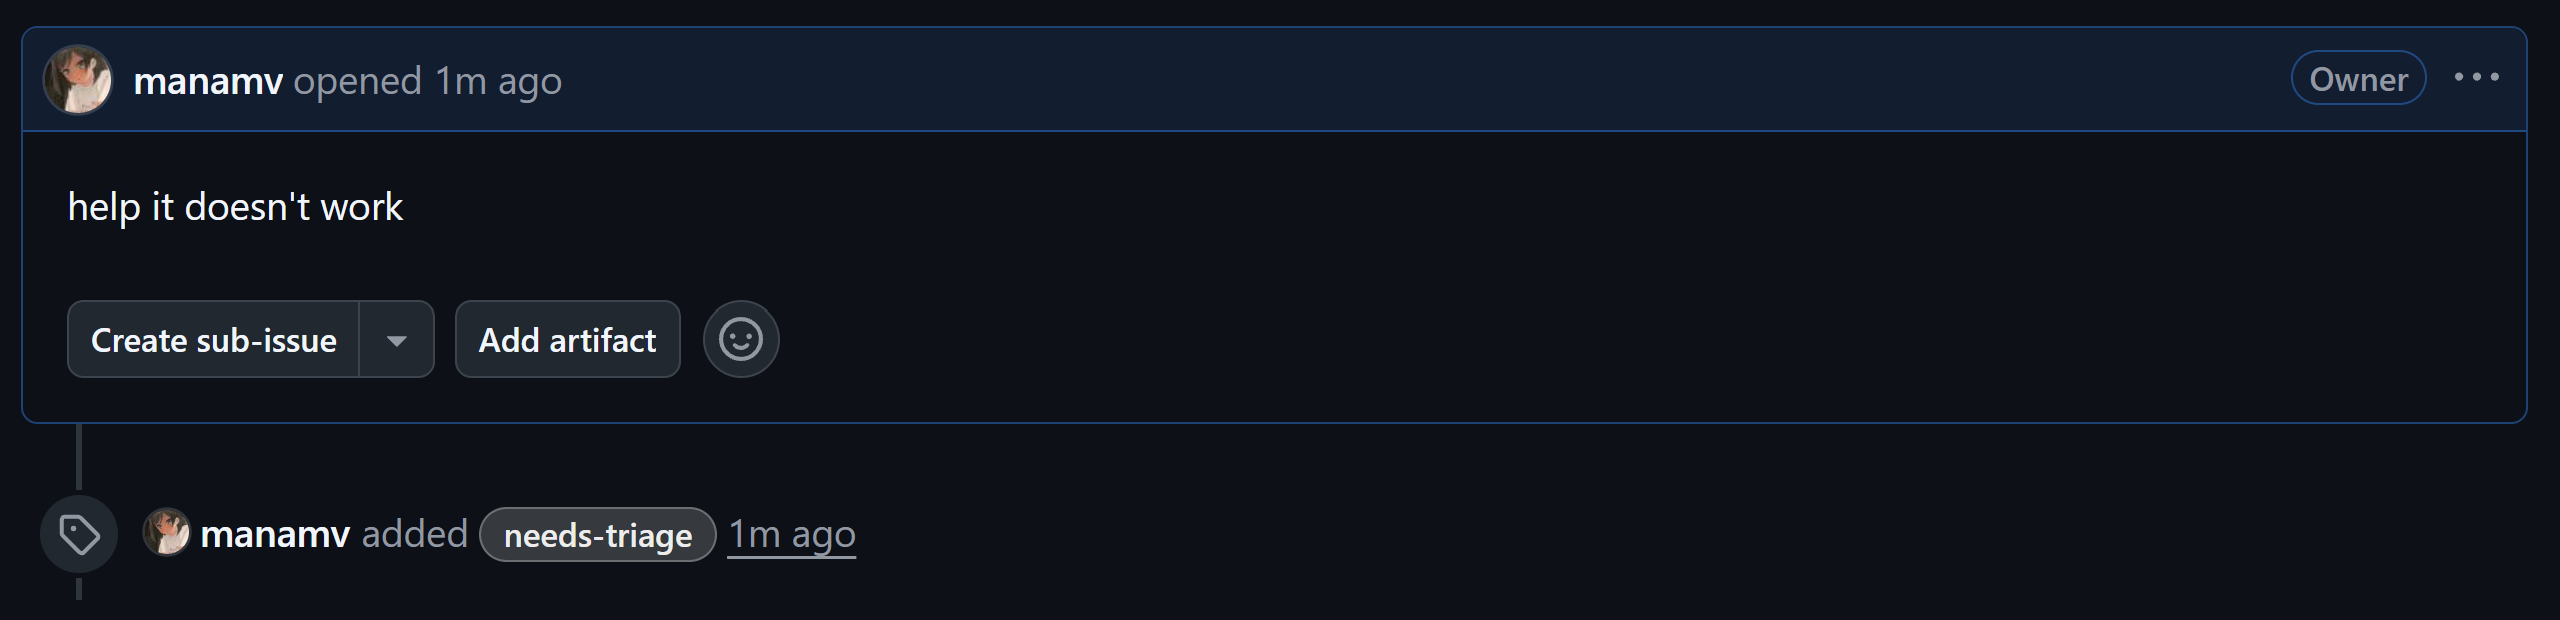 manamv opened 1m ago Owner
help it doesn't work
Create sub-issue Add artifact
manamv added needs-triage 1m ago